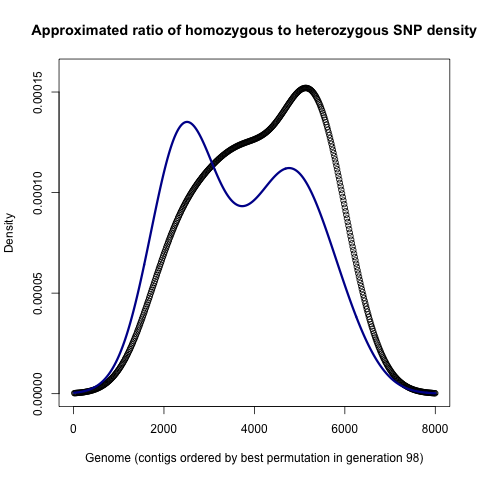 Approximated ratio of homozygous to heterozygous SNP density
0.00015
0.00010
0.00005
0.00000
Density
0 2000 4000 6000 8000
Genome (contigs ordered by best permutation in generation 98)